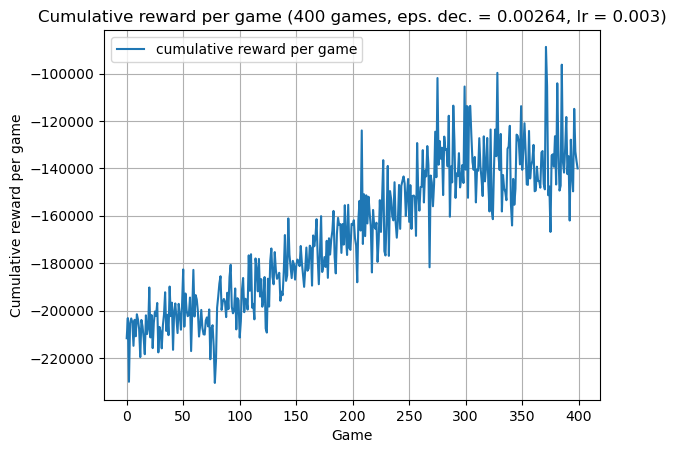 Cumulative reward per game (400 games, eps. dec. = 0.00264, lr = 0.003)
cumulative reward per game
Cumulative reward per game
−100000
−120000
−140000
−160000
−180000
−200000
−220000
0 50 100 150 200 250 300 350 400
Game